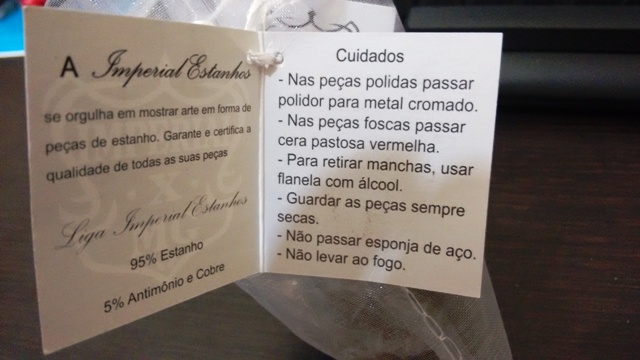 A Imperial Estanhos
se orgulha em mostrar arte em forma de
peças de estanho. Garante e certifica a
qualidade de todas as suas peças
Liga Imperial Estanhos
95% Estanho
5% Antimônio e Cobre
Cuidados
- Nas peças polidas passar
polidor para metal cromado.
- Nas peças foscas passar
cera pastosa vermelha.
- Para retirar manchas, usar
flanela com álcool.
- Guardar as peças sempre
secas.
- Não passar esponja de aço.
- Não levar ao fogo.